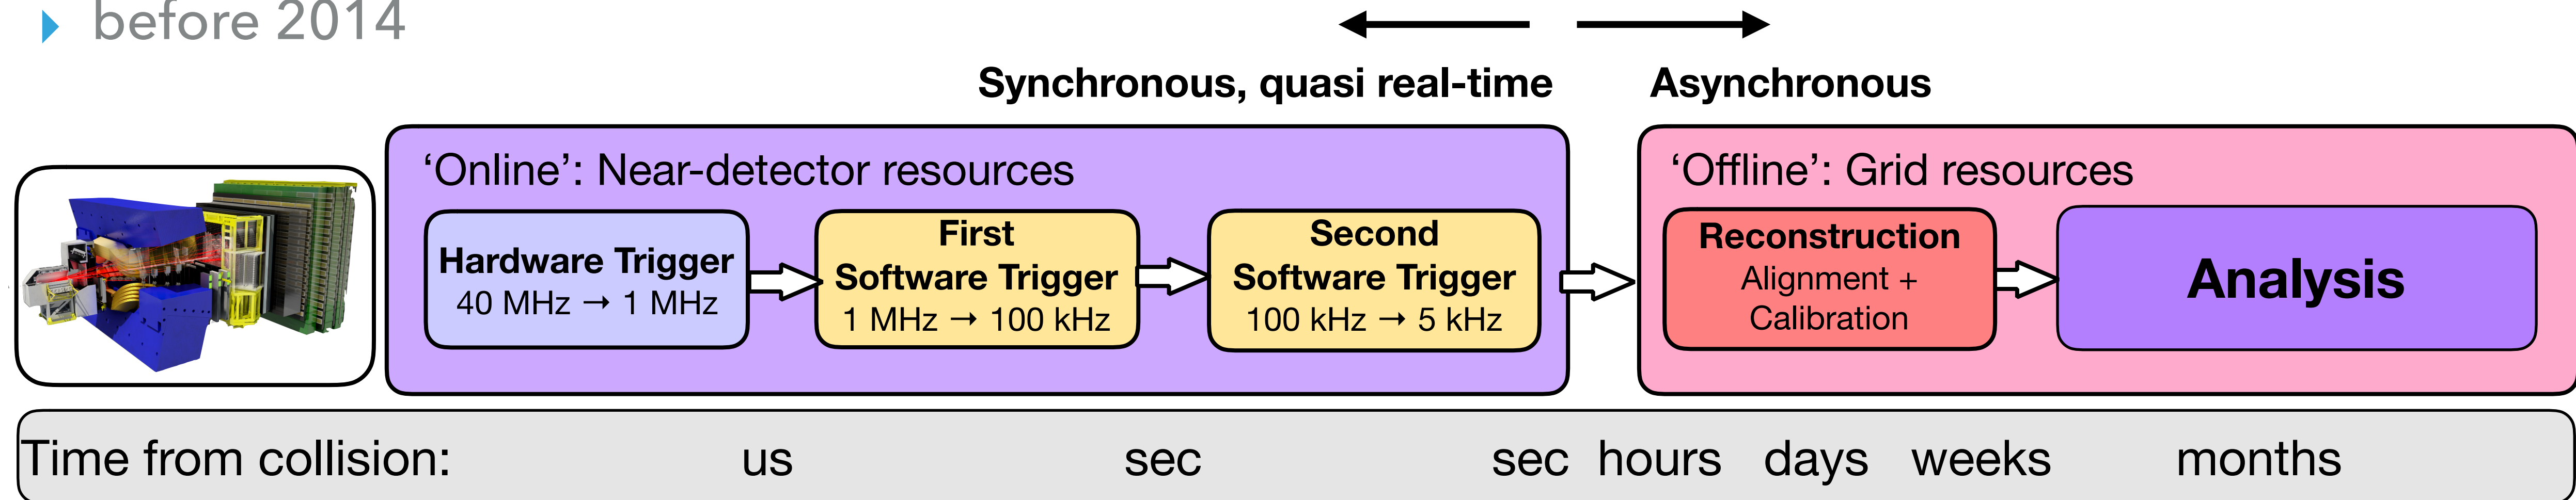 before 2014
Synchronous, quasi real-time
Asynchronous
‘Online’: Near-detector resources
Hardware Trigger
40 MHz → 1 MHz
First
Software Trigger
1 MHz → 100 kHz
Second
Software Trigger
100 kHz → 5 kHz
‘Offline’: Grid resources
Reconstruction
Alignment +
Calibration
Analysis
Time from collision: us sec sec hours days weeks months